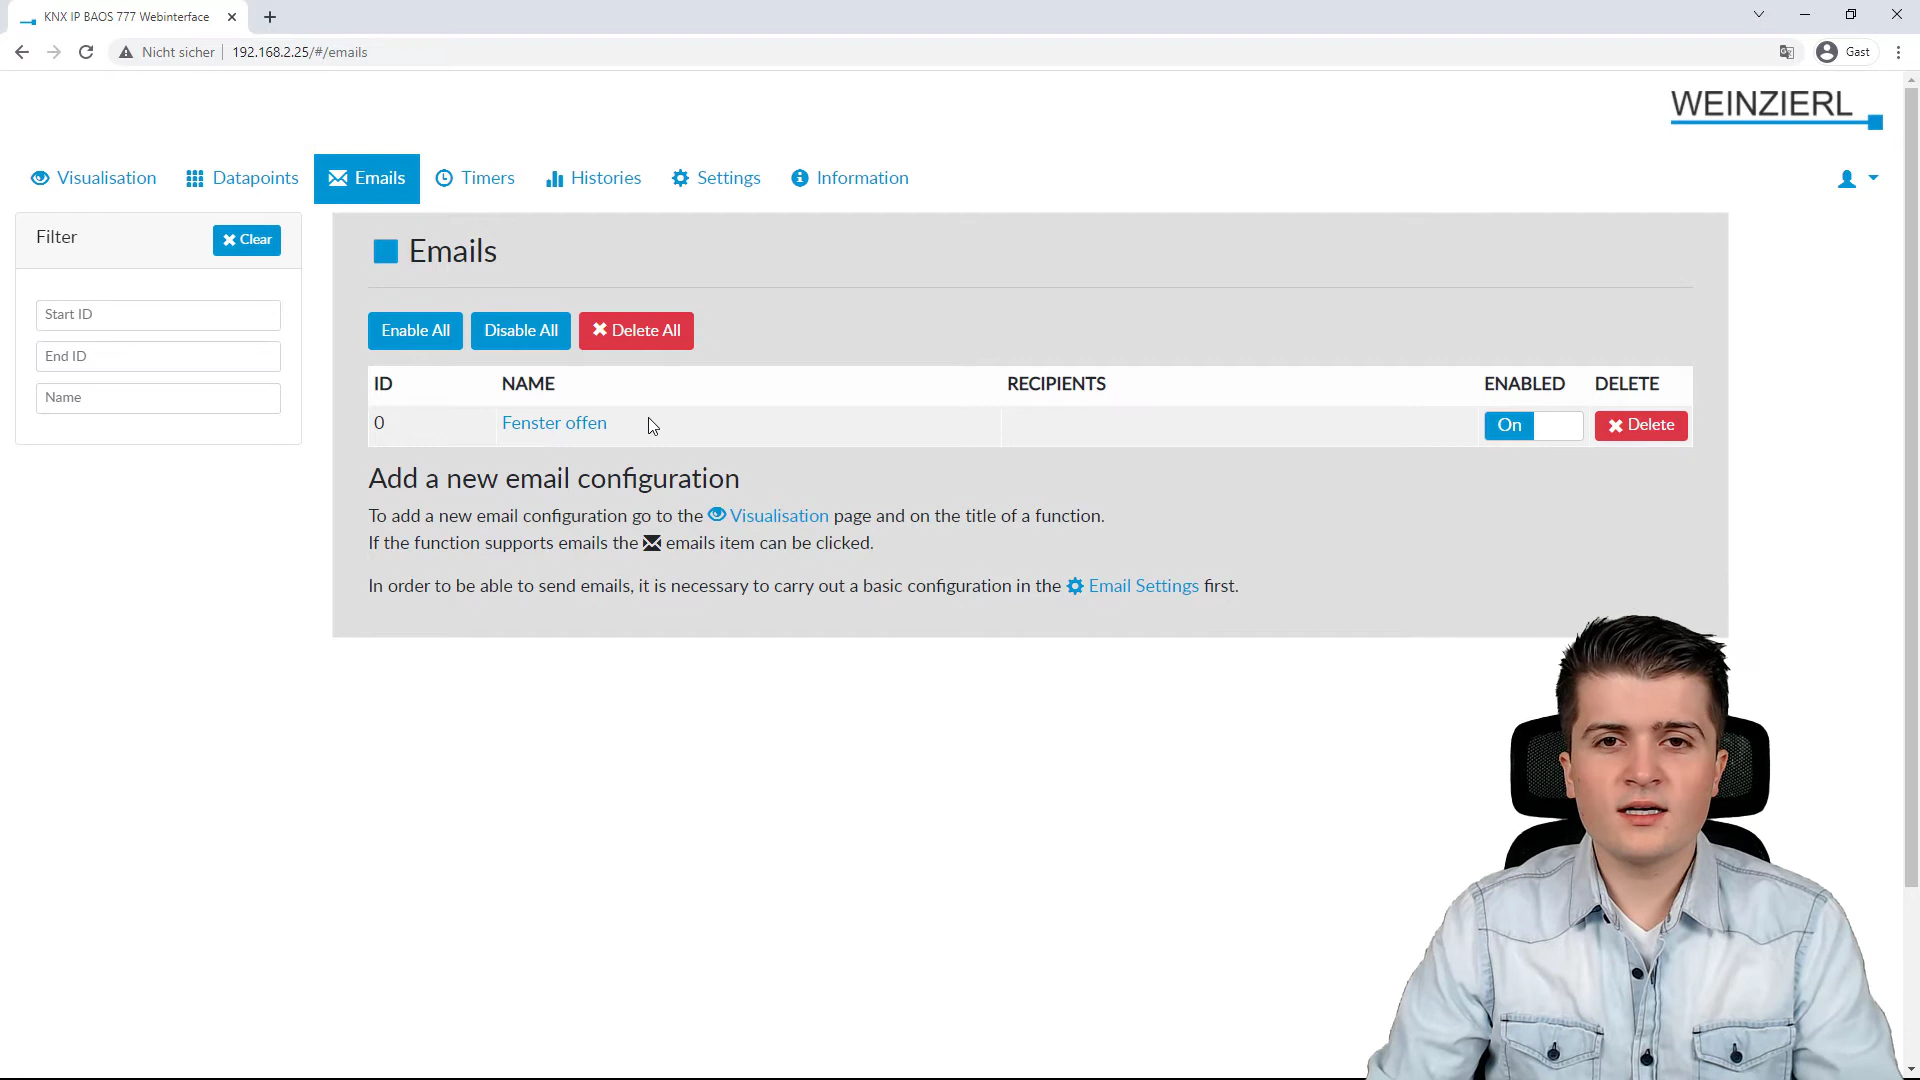 KNX IP BAOS 777 Webinterface
Nicht sicher 192.168.2.25/#/emails
Gast
WEINZIERL
Visualisation Datapoints Emails Timers Histories Settings Information
Filter
Clear
Start ID
End ID
Name
Emails
Enable All Disable All Delete All
ID NAME RECIPIENTS ENABLED DELETE
0 Fenster offen On Delete
Add a new email configuration
To add a new email configuration go to the Visualisation page and on the title of a function.
If the function supports emails the emails item can be clicked.
In order to be able to send emails, it is necessary to carry out a basic configuration in the Email Settings first.